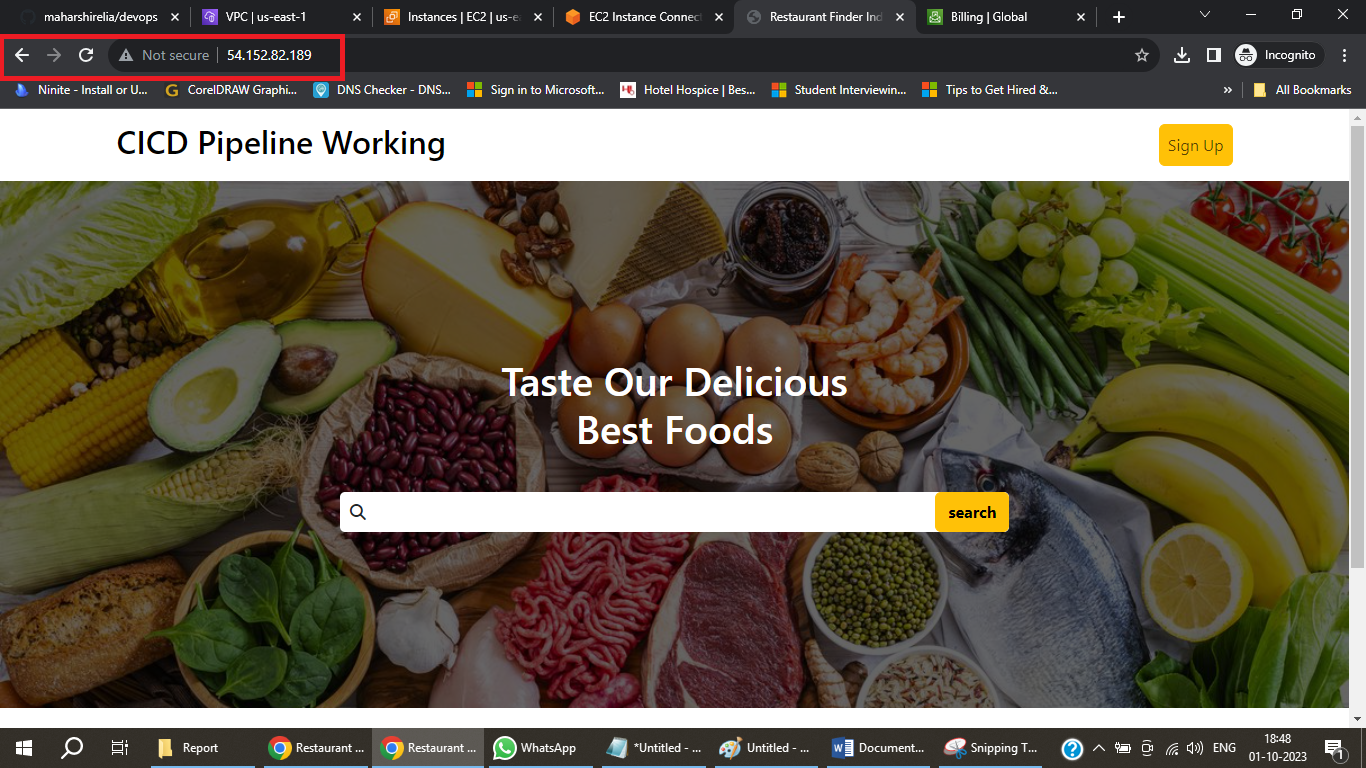 maharshirelia/devops
VPC | us-east-1
Instances | EC2 | us-e
EC2 Instance Connect
Restaurant Finder Ind
Billing | Global
Not secure
54.152.82.189
Incognito
Ninite - Install or U...
CorelDRAW Graphi...
DNS Checker - DNS...
Sign in to Microsoft...
Hotel Hospice | Bes...
Student Interviewin...
Tips to Get Hired &...
»
All Bookmarks
CICD Pipeline Working
Sign Up
Taste Our Delicious
Best Foods
search
Report
Restaurant ...
Restaurant ...
WhatsApp
*Untitled - ...
Untitled - ...
Document...
Snipping T...
ENG
18:48
01-10-2023
1